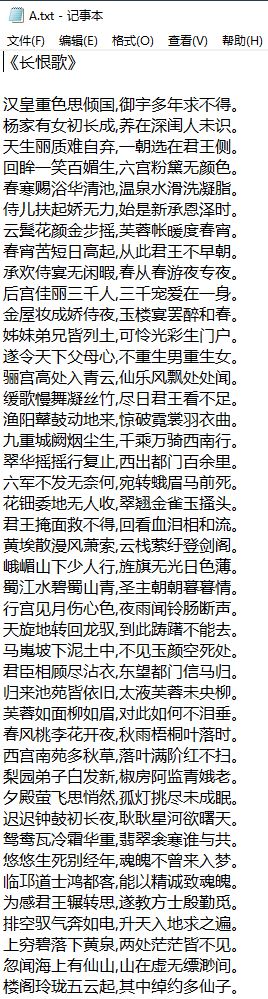 A.txt - 记事本
文件(F) 编辑(E) 格式(O) 查看(V) 帮助(H)
《长恨歌》
汉皇重色思倾国,御宇多年求不得。
杨家有女初长成,养在深闺人未识。
天生丽质难自弃,一朝选在君王侧。
回眸一笑百媚生,六宫粉黛无颜色。
春寒赐浴华清池,温泉水滑洗凝脂。
侍儿扶起娇无力,始是新承恩泽时。
云鬓花颜金步摇,芙蓉帐暖度春宵。
春宵苦短日高起,从此君王不早朝。
承欢侍宴无闲暇,春从春游夜专夜。
后宫佳丽三千人,三千宠爱在一身。
金屋妆成娇侍夜,玉楼宴罢醉和春。
姊妹弟兄皆列土,可怜光彩生门户。
遂令天下父母心,不重生男重生女。
骊宫高处入青云,仙乐风飘处处闻。
缓歌慢舞凝丝竹,尽日君王看不足。
渔阳鼙鼓动地来,惊破霓裳羽衣曲。
九重城阙烟尘生,千乘万骑西南行。
翠华摇摇行复止,西出都门百余里。
六军不发无奈何,宛转蛾眉马前死。
花钿委地无人收,翠翘金雀玉搔头。
君王掩面救不得,回看血泪相和流。
黄埃散漫风萧索,云栈萦纡登剑阁。
峨嵋山下少人行,旌旗无光日色薄。
蜀江水碧蜀山青,圣主朝朝暮暮情。
行宫见月伤心色,夜雨闻铃肠断声。
天旋地转回龙驭,到此踌躇不能去。
马嵬坡下泥土中,不见玉颜空死处。
君臣相顾尽沾衣,东望都门信马归。
归来池苑皆依旧,太液芙蓉未央柳。
芙蓉如面柳如眉,对此如何不泪垂。
春风桃李花开夜,秋雨梧桐叶落时。
西宫南苑多秋草,落叶满阶红不扫。
梨园弟子白发新,椒房阿监青娥老。
夕殿萤飞思悄然,孤灯挑尽未成眠。
迟迟钟鼓初长夜,耿耿星河欲曙天。
鸳鸯瓦冷霜华重,翡翠衾寒谁与共。
悠悠生死别经年,魂魄不曾来入梦。
临邛道士鸿都客,能以精诚致魂魄。
为感君王辗转思,遂教方士殷勤觅。
排空驭气奔如电,升天入地求之遍。
上穷碧落下黄泉,两处茫茫皆不见。
忽闻海上有仙山,山在虚无缥渺间。
楼阁玲珑五云起,其中绰约多仙子。